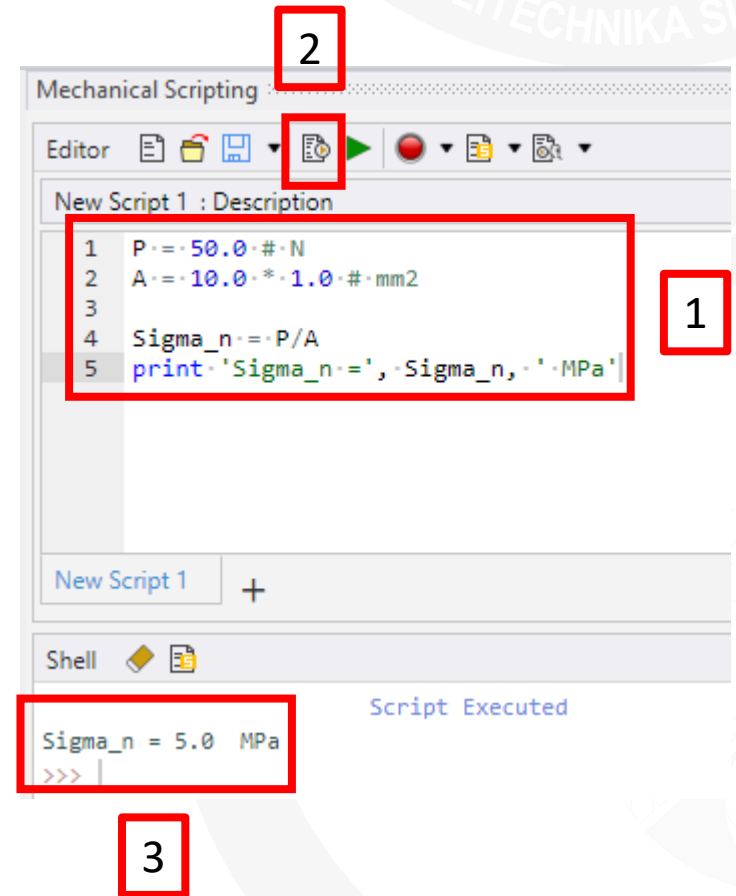 LITECHNIKA
2
Mechanical Scripting
Editor
New Script 1 : Description
1 P = 50.0 # N
2 A = 10.0 * 1.0 # mm2
3
4 Sigma_n = P/A
5 print 'Sigma_n =', Sigma_n, ' MPa'
1
New Script 1 +
Shell
Script Executed
Sigma_n = 5.0  MPa
>>>
3